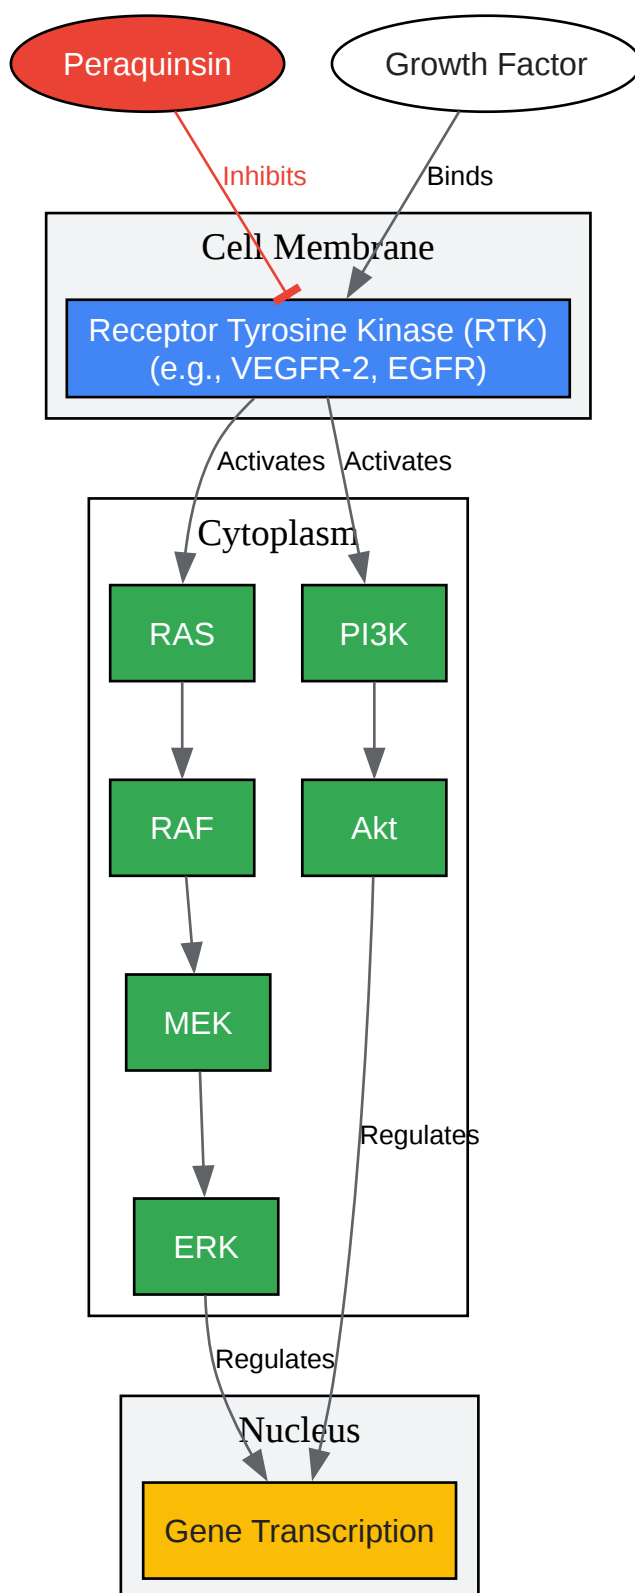 Peraquinsin
Growth Factor
Inhibits
Binds
Cell Membrane
Receptor Tyrosine Kinase (RTK)
(e.g., VEGFR-2, EGFR)
Activates
Activates
Cytoplasm
RAS
PI3K
RAF
Akt
MEK
Regulates
ERK
Regulates
Nucleus
Gene Transcription